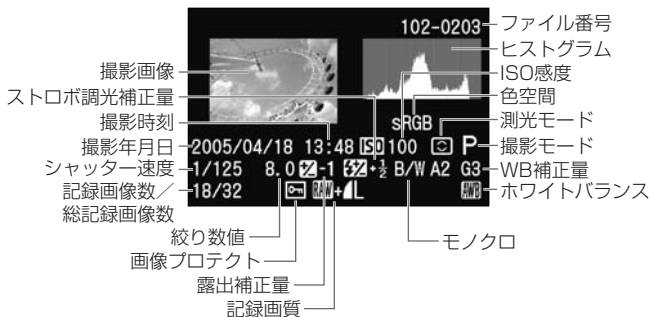 102-0203
ファイル番号
ヒストグラム
撮影画像
ISO感度
ストロボ調光補正量
色空間
撮影時刻
sRGB
測光モード
撮影年月日
2005/04/18 13:48 ISO 100 P
撮影モード
シャッター速度
1/125 8.0 -1 +½ B/W A2 G3
WB補正量
記録画像数／
総記録画像数
18/32 RAW+L AWB
ホワイトバランス
絞り数値
モノクロ
画像プロテクト
露出補正量
記録画質